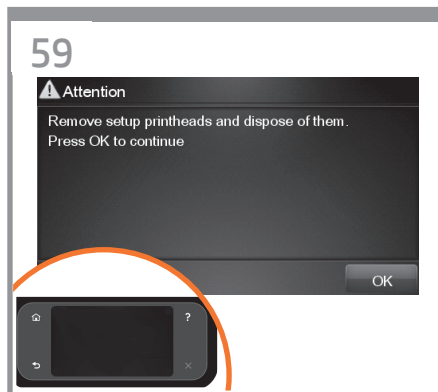 59
Attention
Remove setup printheads and dispose of them.
Press OK to continue
OK
?